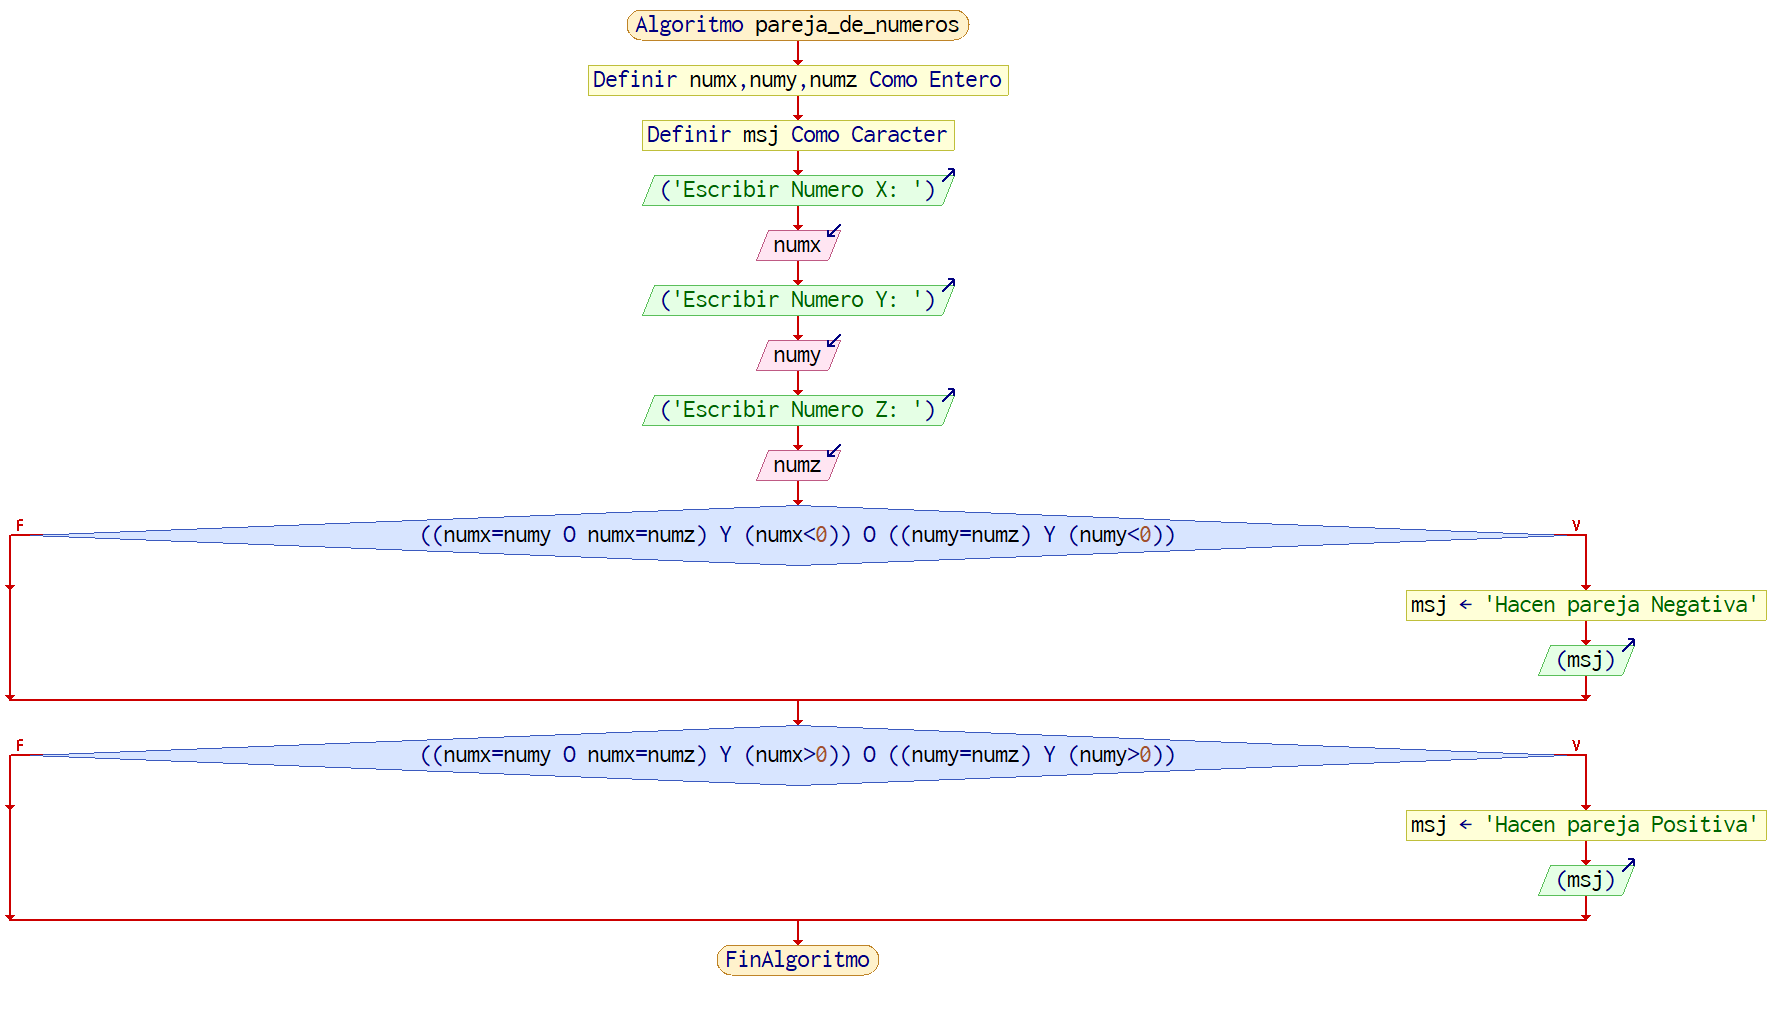 Algoritmo pareja_de_numeros
Definir numx,numy,numz Como Entero
Definir msj Como Caracter
('Escribir Numero X: ')
numx
('Escribir Numero Y: ')
numy
('Escribir Numero Z: ')
numz
F
V
((numx=numy O numx=numz) Y (numx<0)) O ((numy=numz) Y (numy<0))
msj ← 'Hacen pareja Negativa'
(msj)
F
V
((numx=numy O numx=numz) Y (numx>0)) O ((numy=numz) Y (numy>0))
msj ← 'Hacen pareja Positiva'
(msj)
FinAlgoritmo